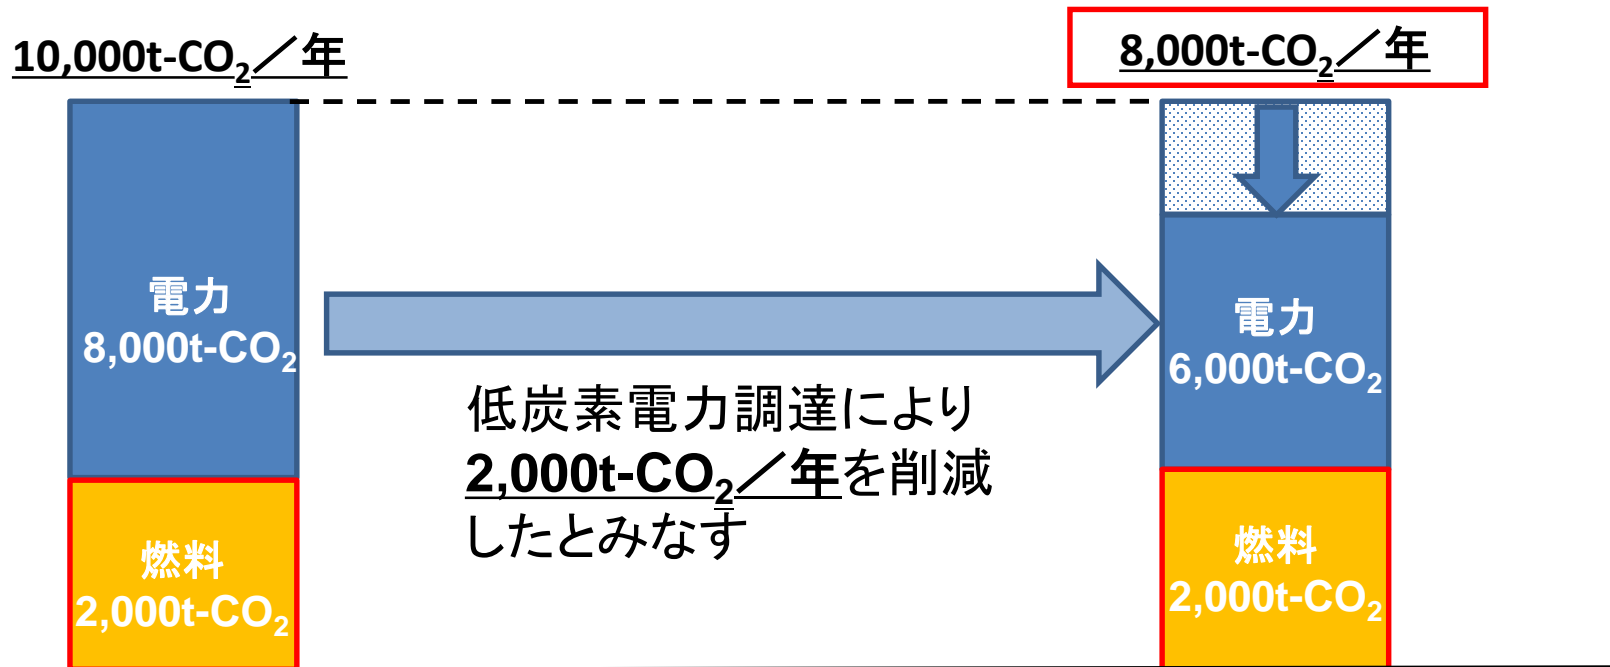 10,000t-CO₂／年
8,000t-CO₂／年
電力
8,000t-CO₂
燃料
2,000t-CO₂
低炭素電力調達により
2,000t-CO₂／年を削減
したとみなす
電力
6,000t-CO₂
燃料
2,000t-CO₂